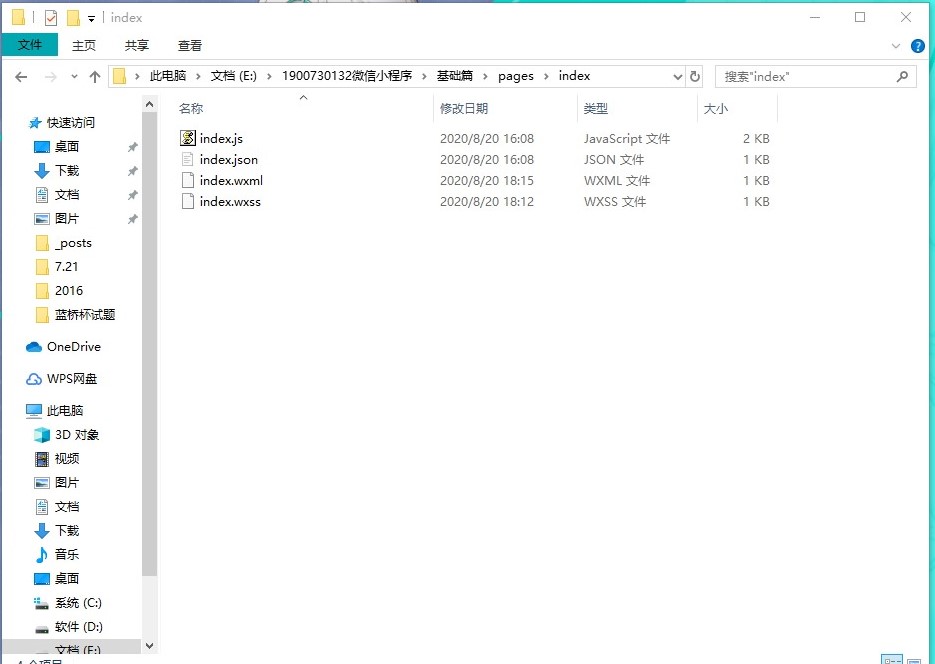 index
文件 主页 共享 查看
此电脑 › 文档 (E:) › 1900730132微信小程序 › 基础篇 › pages › index 搜索"index"
名称 修改日期 类型 大小
index.js 2020/8/20 16:08 JavaScript 文件 2 KB
index.json 2020/8/20 16:08 JSON 文件 1 KB
index.wxml 2020/8/20 18:15 WXML 文件 1 KB
index.wxss 2020/8/20 18:12 WXSS 文件 1 KB
快速访问
桌面
下载
文档
图片
_posts
7.21
2016
蓝桥杯试题
OneDrive
WPS网盘
此电脑
3D 对象
视频
图片
文档
下载
音乐
桌面
系统 (C:)
软件 (D:)
文档 (E:)
4 个项目